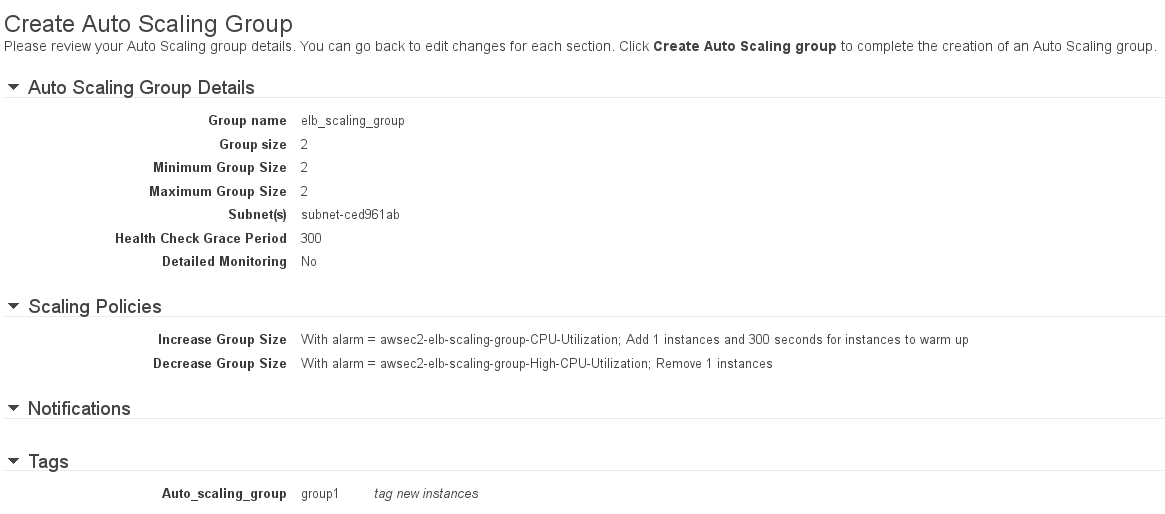 Create Auto Scaling Group
Please review your Auto Scaling group details. You can go back to edit changes for each section. Click Create Auto Scaling group to complete the creation of an Auto Scaling group.
Auto Scaling Group Details
Group name elb_scaling_group
Group size 2
Minimum Group Size 2
Maximum Group Size 2
Subnet(s) subnet-ced961ab
Health Check Grace Period 300
Detailed Monitoring No
Scaling Policies
Increase Group Size With alarm = awsec2-elb-scaling-group-CPU-Utilization; Add 1 instances and 300 seconds for instances to warm up
Decrease Group Size With alarm = awsec2-elb-scaling-group-High-CPU-Utilization; Remove 1 instances
Notifications
Tags
Auto_scaling_group group1 tag new instances